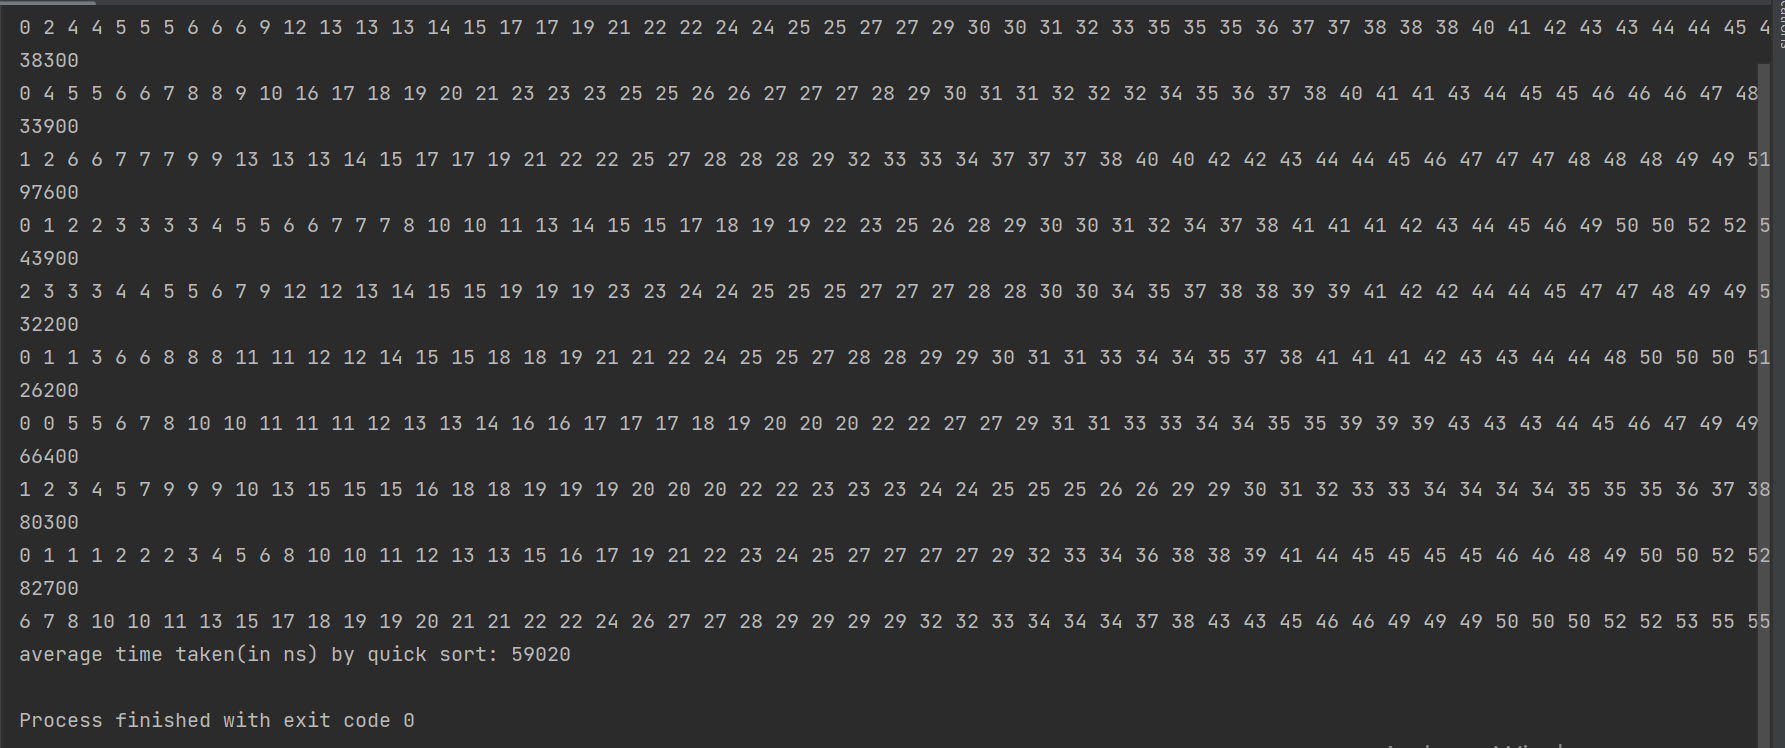 0 2 4 4 5 5 5 6 6 6 9 12 13 13 13 14 15 17 17 19 21 22 22 24 24 25 25 27 27 29 30 30 31 32 33 35 35 35 35 36 37 37 38 38 38 40 41 42 43 43 44 44 45
38300
0 4 5 5 6 6 7 8 8 9 10 16 17 18 19 20 21 23 23 23 25 25 26 26 27 27 27 28 29 30 31 31 32 32 32 34 35 36 37 38 40 41 41 43 44 45 45 46 46 46 47 48
33900
1 2 6 6 7 7 7 9 9 13 13 13 14 15 17 17 19 21 22 22 25 27 28 28 28 29 32 33 33 34 37 37 37 38 40 40 42 42 43 44 44 45 46 47 47 47 48 48 48 49 49 51
97600
0 1 2 2 3 3 3 3 4 5 5 6 6 7 7 7 8 10 10 11 13 14 15 15 17 18 19 19 22 23 25 26 28 29 30 30 31 32 34 37 38 41 41 41 42 43 44 45 46 49 50 50 52 52 5
43900
2 3 3 3 4 4 5 5 6 7 9 12 12 13 14 15 15 19 19 19 23 23 24 24 25 25 25 27 27 27 28 28 30 30 34 35 37 38 38 39 39 41 42 42 44 44 45 47 47 48 49 49 5
32200
0 1 1 3 6 6 8 8 8 11 11 12 12 14 15 15 18 18 19 21 21 22 24 25 25 27 28 28 29 29 30 31 31 33 34 34 35 37 38 41 41 41 42 43 43 44 44 48 50 50 50 51
26200
0 0 5 5 6 7 8 10 10 11 11 11 12 13 13 14 16 16 17 17 17 18 19 20 20 20 22 22 27 27 29 31 31 33 33 34 34 35 35 39 39 39 43 43 43 44 45 46 47 49 49
66400
1 2 3 4 5 7 9 9 9 10 13 15 15 15 16 18 18 19 19 19 20 20 20 22 22 23 23 23 24 24 25 25 25 26 26 29 29 30 31 32 33 33 34 34 34 34 35 35 35 36 37 38
80300
0 1 1 1 2 2 2 3 4 5 6 8 10 10 11 12 13 13 15 16 17 19 21 22 23 24 25 27 27 27 27 29 32 33 34 36 38 38 39 41 44 45 45 45 45 46 46 48 49 50 50 52 52
82700
6 7 8 10 10 11 13 15 17 18 19 19 20 21 21 22 22 24 26 27 27 28 29 29 29 29 32 32 33 34 34 34 37 38 43 43 45 46 46 49 49 49 50 50 50 52 52 53 55 55
average time taken(in ns) by quick sort: 59020
Process finished with exit code 0